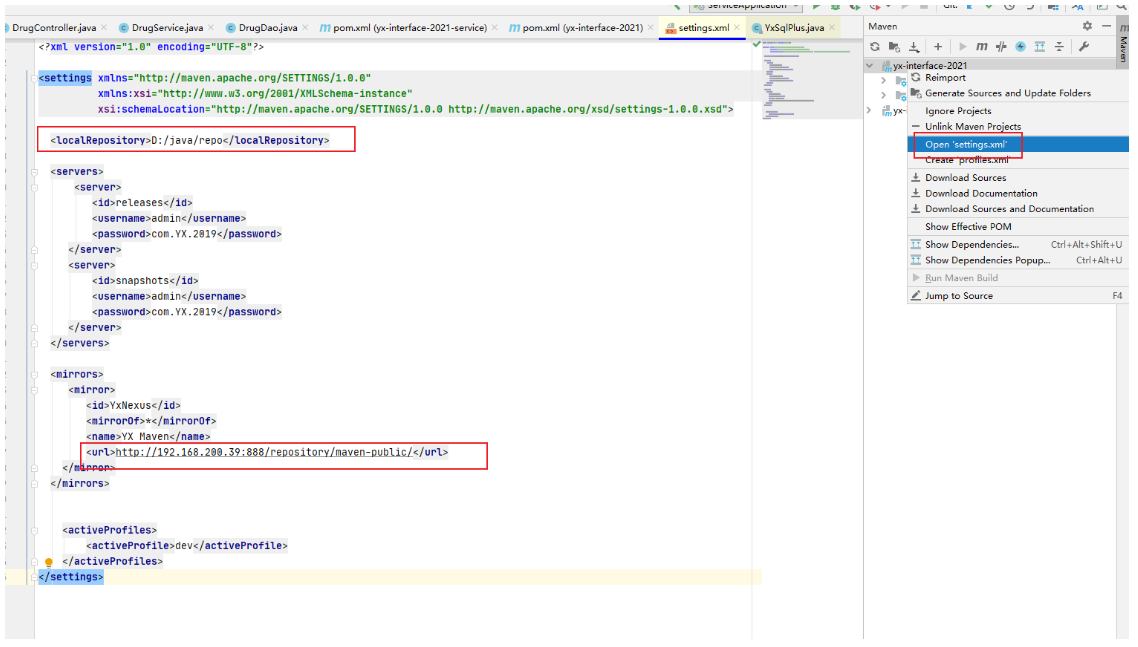 serviceApplication
Git:
DrugController.java
DrugService.java
DrugDao.java
pom.xml (yx-interface-2021-service)
pom.xml (yx-interface-2021)
settings.xml
YxSqlPlus.java
<?xml version="1.0" encoding="UTF-8"?>
<settings xmlns="http://maven.apache.org/SETTINGS/1.0.0"
xmlns:xsi="http://www.w3.org/2001/XMLSchema-instance"
xsi:schemaLocation="http://maven.apache.org/SETTINGS/1.0.0 http://maven.apache.org/xsd/settings-1.0.0.xsd">
<localRepository>D:/java/repo</localRepository>
<servers>
<server>
<id>releases</id>
<username>admin</username>
<password>com.YX.2019</password>
</server>
<server>
<id>snapshots</id>
<username>admin</username>
<password>com.YX.2019</password>
</server>
</servers>
<mirrors>
<mirror>
<id>YxNexus</id>
<mirrorOf>*</mirrorOf>
<name>YX Maven</name>
<url>http://192.168.200.39:888/repository/maven-public/</url>
</mirror>
</mirrors>
<activeProfiles>
<activeProfile>dev</activeProfile>
</activeProfiles>
</settings>
Maven
Maven
yx-interface-2021
yx-
Reimport
Generate Sources and Update Folders
Ignore Projects
Unlink Maven Projects
Open 'settings.xml'
Create 'profiles.xml'
Download Sources
Download Documentation
Download Sources and Documentation
Show Effective POM
Show Dependencies... Ctrl+Alt+Shift+U
Show Dependencies Popup... Ctrl+Alt+U
Run Maven Build
Jump to Source F4